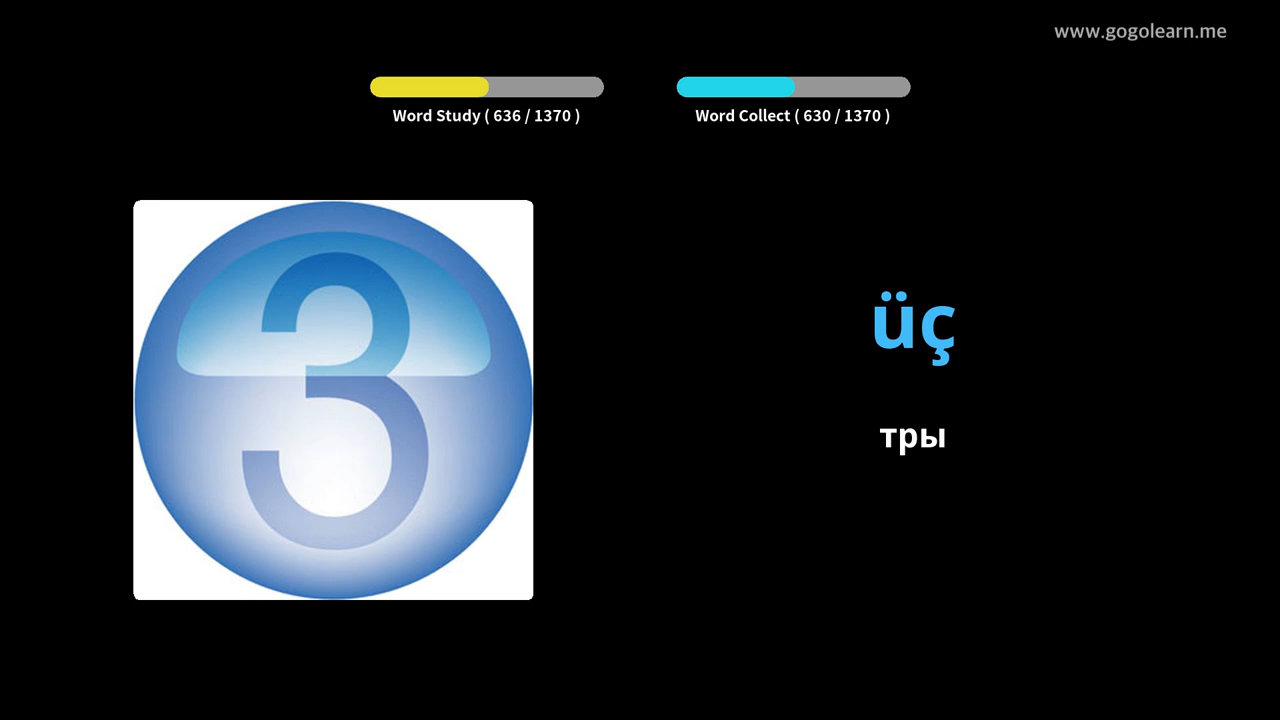 www.gogolearn.me
Word Study ( 636 / 1370 )
Word Collect ( 630 / 1370 )
3
üç
тры